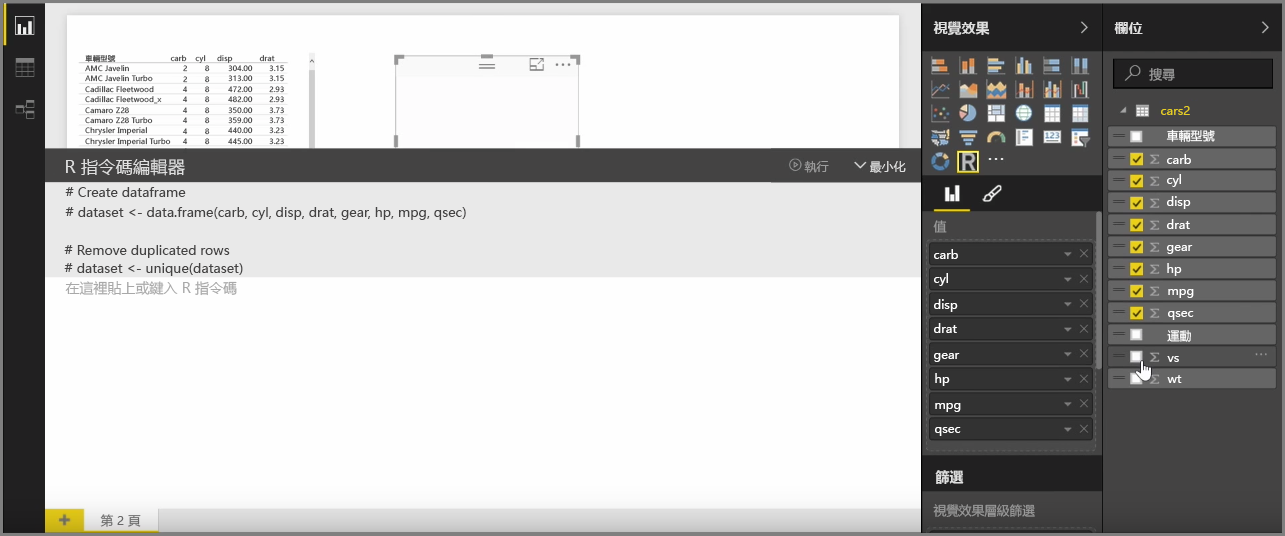 車輛型號 carb cyl disp drat
AMC Javelin 2 8 304.00 3.15
AMC Javelin Turbo 2 8 313.00 3.15
Cadillac Fleetwood 4 8 472.00 2.93
Cadillac Fleetwood_x 4 8 482.00 2.93
Camaro Z28 4 8 350.00 3.73
Camaro Z28 Turbo 4 8 359.00 3.73
Chrysler Imperial 4 8 440.00 3.23
Chrysler Imperial Turbo 4 8 445.00 3.23
R 指令碼編輯器
執行
最小化
# Create dataframe
# dataset <- data.frame(carb, cyl, disp, drat, gear, hp, mpg, qsec)
# Remove duplicated rows
# dataset <- unique(dataset)
在這裡貼上或鍵入 R 指令碼
第 2 頁
視覺效果
123
R
值
carb
cyl
disp
drat
gear
hp
mpg
qsec
篩選
視覺效果層級篩選
欄位
搜尋
cars2
車輛型號
Σ carb
Σ cyl
Σ disp
Σ drat
Σ gear
Σ hp
Σ mpg
Σ qsec
運動
Σ vs
Σ wt